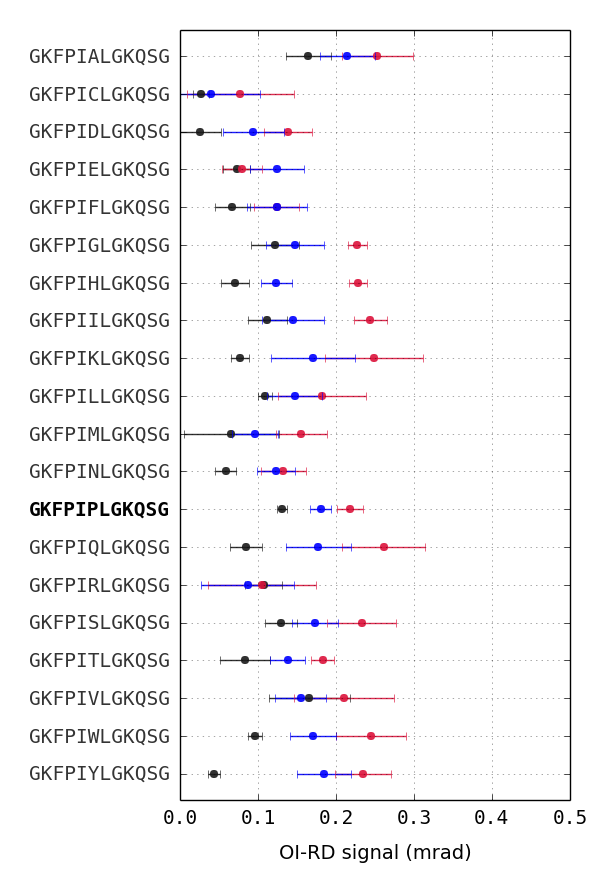 GKFPIALGKQSG
GKFPICLGKQSG
GKFPIDLGKQSG
GKFPIELGKQSG
GKFPIFLGKQSG
GKFPIGLGKQSG
GKFPIHLGKQSG
GKFPIILGKQSG
GKFPIKLGKQSG
GKFPILLGKQSG
GKFPIMLGKQSG
GKFPINLGKQSG
GKFPIPLGKQSG
GKFPIQLGKQSG
GKFPIRLGKQSG
GKFPISLGKQSG
GKFPITLGKQSG
GKFPIVLGKQSG
GKFPIWLGKQSG
GKFPIYLGKQSG
0.0 0.1 0.2 0.3 0.4 0.5
OI-RD signal (mrad)